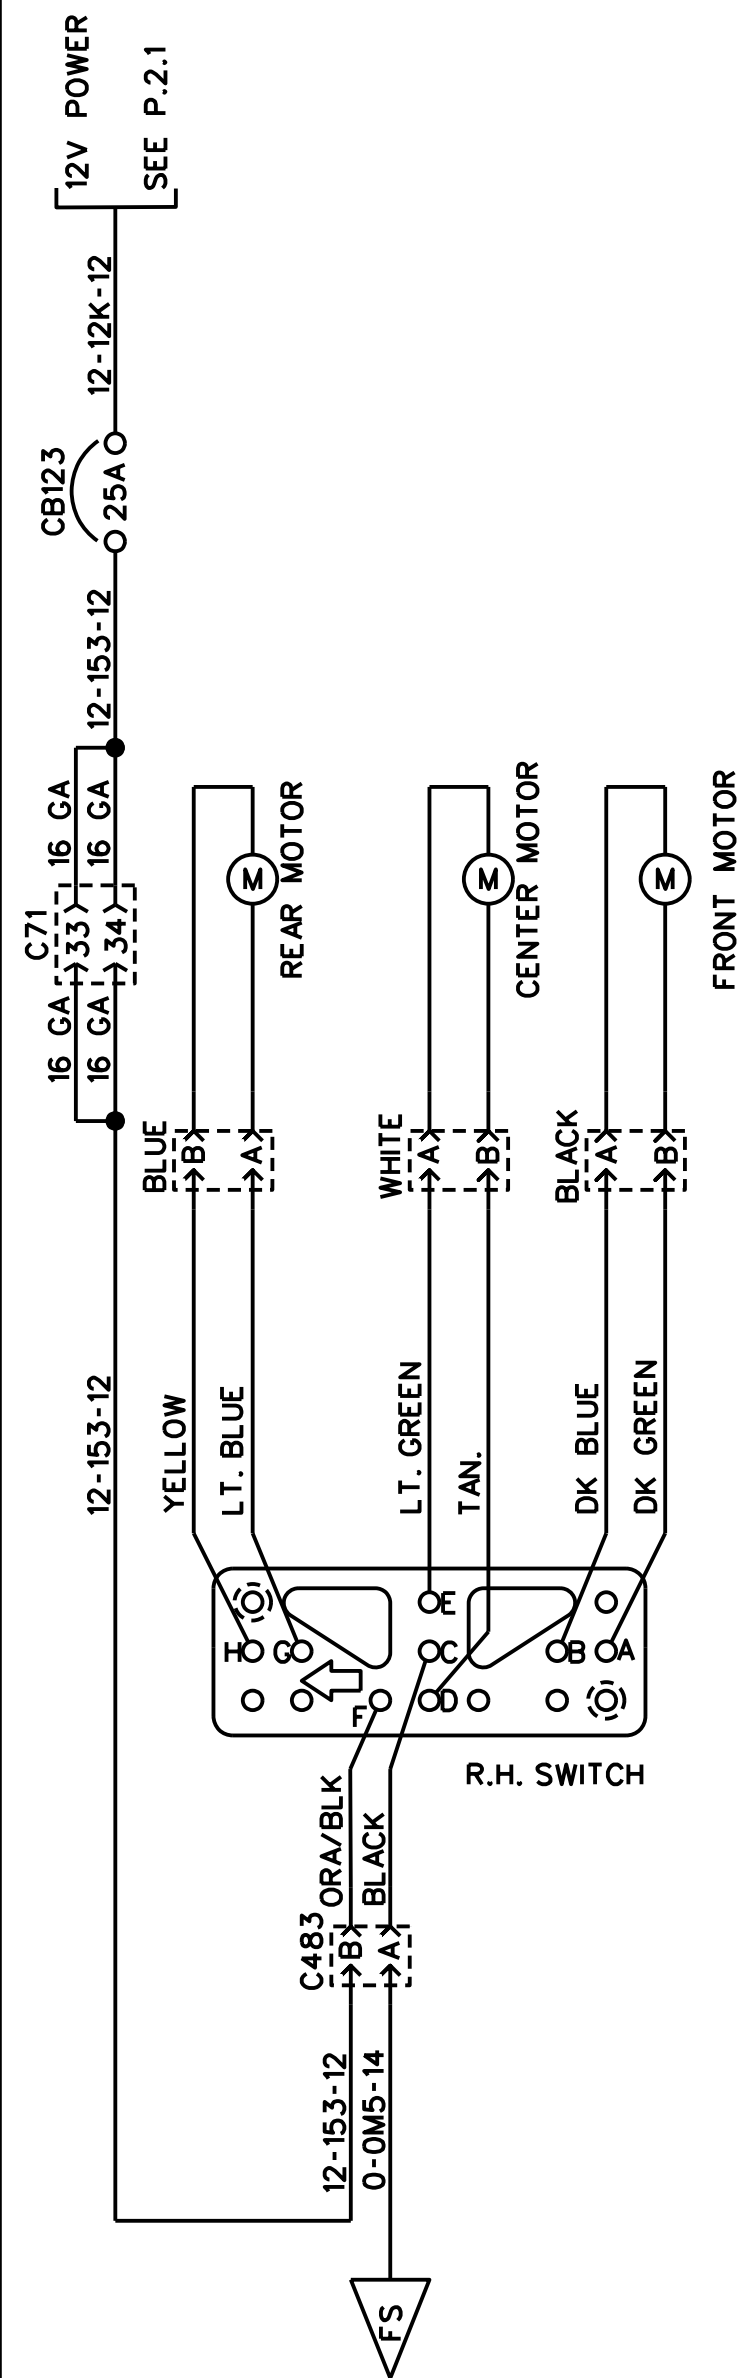 12V POWER
SEE P.2.1
12-12K-12
CB123
25A
12-153-12
16 GA
16 GA
C71
33
34
16 GA
16 GA
12-153-12
M
REAR MOTOR
M
CENTER MOTOR
M
FRONT MOTOR
BLUE
B
A
WHITE
A
B
BLACK
A
B
YELLOW
LT. BLUE
LT. GREEN
TAN.
DK BLUE
DK GREEN
H
G
E
C
B
A
F
D
R.H. SWITCH
ORA/BLK
BLACK
C483
B
A
12-153-12
0-0M5-14
FS